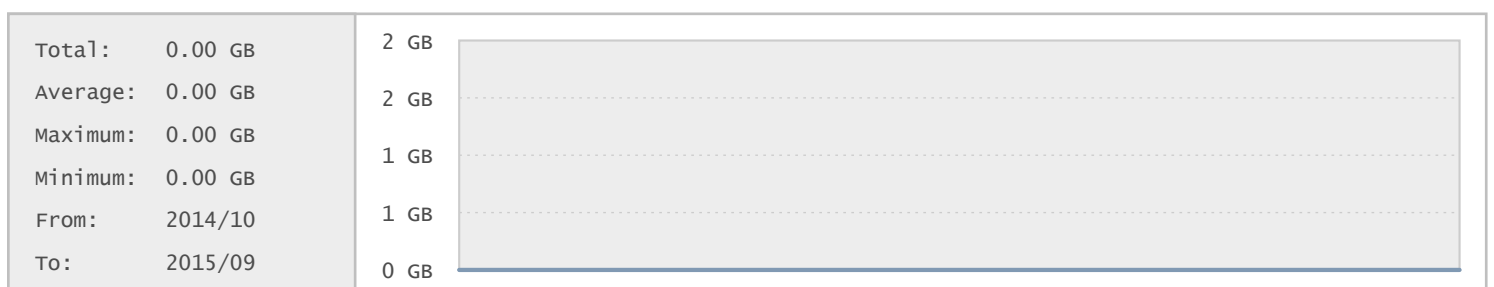 Total: 0.00 GB
Average: 0.00 GB
Maximum: 0.00 GB
Minimum: 0.00 GB
From: 2014/10
To: 2015/09
2 GB
2 GB
1 GB
1 GB
0 GB